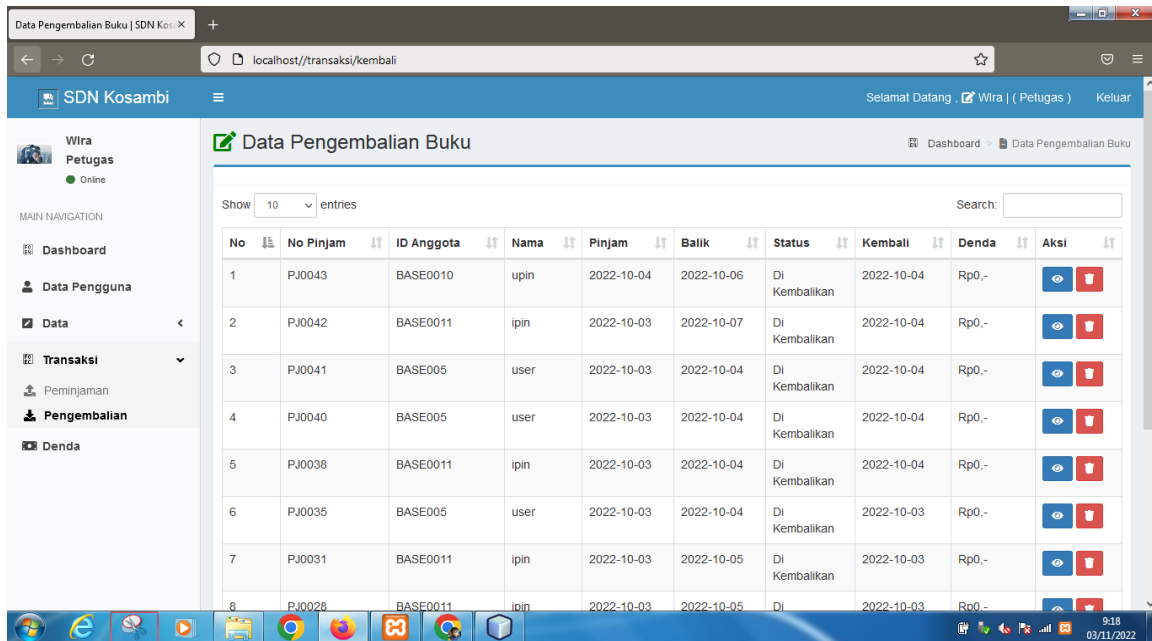 Data Pengembalian Buku | SDN Kos
localhost//transaksi/kembali
SDN Kosambi
Selamat Datang , WIra | ( Petugas ) Keluar
WIra
Petugas
Online
MAIN NAVIGATION
Dashboard
Data Pengguna
Data
Transaksi
Peminjaman
Pengembalian
Denda
Data Pengembalian Buku
Dashboard > Data Pengembalian Buku
Show 10 entries
Search:
No No Pinjam ID Anggota Nama Pinjam Balik Status Kembali Denda Aksi
1 PJ0043 BASE0010 upin 2022-10-04 2022-10-06 Di Kembalikan 2022-10-04 Rp0,-
2 PJ0042 BASE0011 ipin 2022-10-03 2022-10-07 Di Kembalikan 2022-10-04 Rp0,-
3 PJ0041 BASE005 user 2022-10-03 2022-10-04 Di Kembalikan 2022-10-04 Rp0,-
4 PJ0040 BASE005 user 2022-10-03 2022-10-04 Di Kembalikan 2022-10-04 Rp0,-
5 PJ0038 BASE0011 ipin 2022-10-03 2022-10-04 Di Kembalikan 2022-10-04 Rp0,-
6 PJ0035 BASE005 user 2022-10-03 2022-10-04 Di Kembalikan 2022-10-03 Rp0,-
7 PJ0031 BASE0011 ipin 2022-10-03 2022-10-05 Di Kembalikan 2022-10-03 Rp0,-
8 PJ0028 BASE0011 ipin 2022-10-03 2022-10-05 Di 2022-10-03 Rp0,-
9:18
03/11/2022